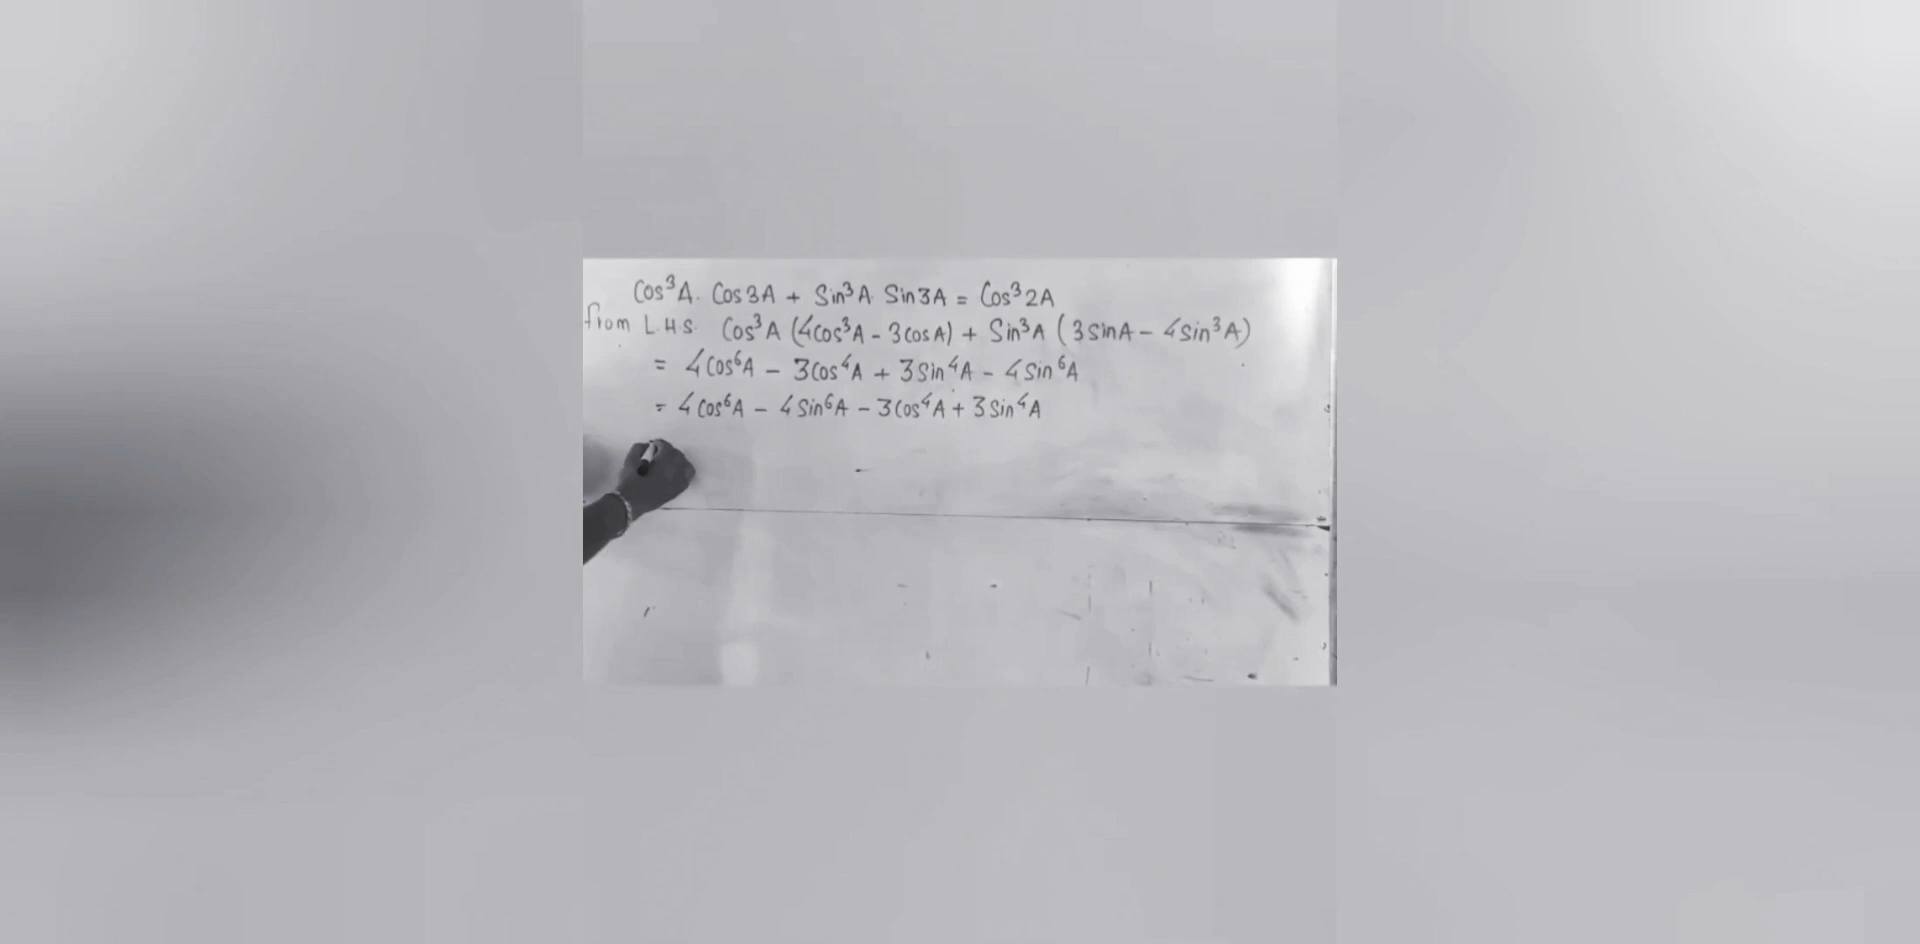 Cos³A. Cos3A + Sin³A. Sin3A = Cos³2A
from L.H.S. Cos³A (4cos³A - 3cosA) + Sin³A (3sinA - 4sin³A)
= 4cos⁶A - 3cos⁴A + 3sin⁴A - 4sin⁶A
= 4cos⁶A - 4sin⁶A - 3cos⁴A + 3sin⁴A